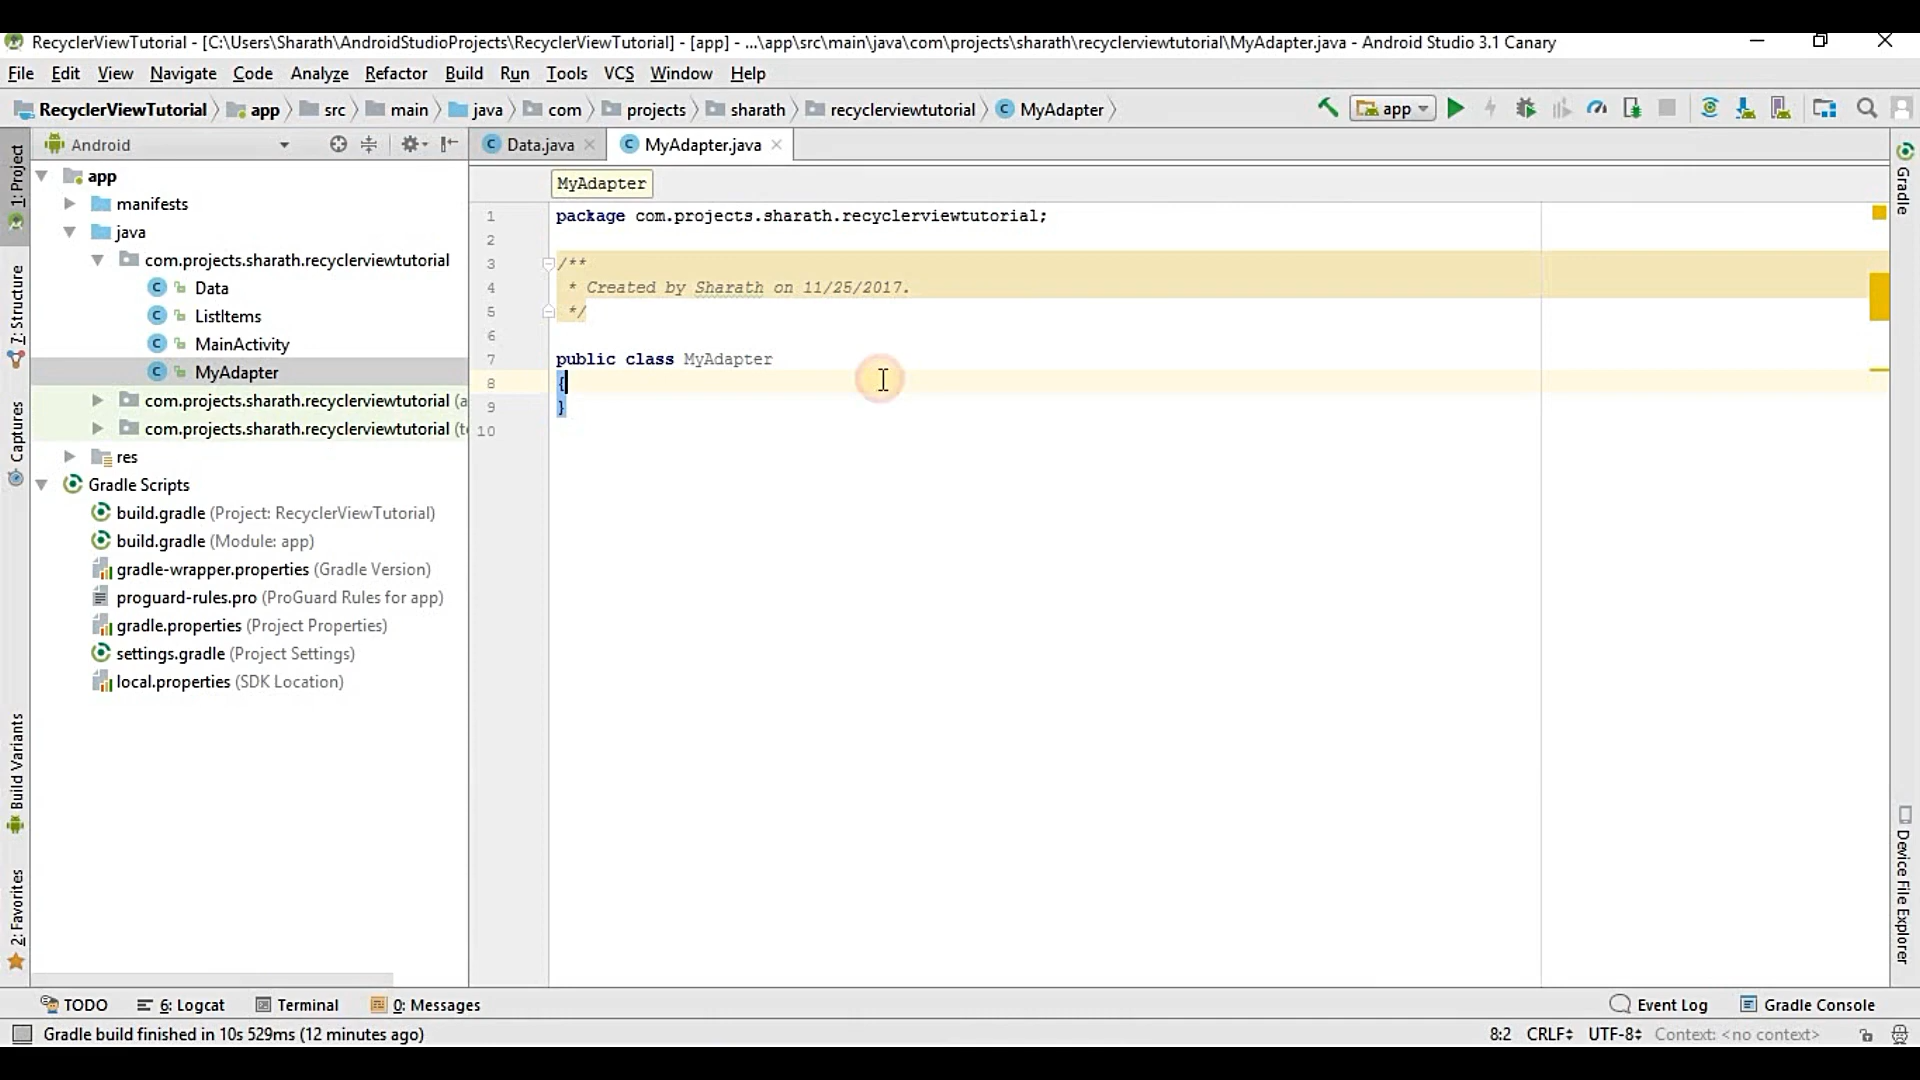 RecyclerViewTutorial - [C:\Users\Sharath\AndroidStudioProjects\RecyclerViewTutorial] - [app] - ...\app\src\main\java\com\projects\sharath\recyclerviewtutorial\MyAdapter.java - Android Studio 3.1 Canary
File Edit View Navigate Code Analyze Refactor Build Run Tools VCS Window Help
RecyclerViewTutorial app src main java com projects sharath recyclerviewtutorial MyAdapter
app
Android
Data.java
MyAdapter.java
1: Project
7: Structure
Captures
Build Variants
2: Favorites
app
manifests
java
com.projects.sharath.recyclerviewtutorial
Data
ListItems
MainActivity
MyAdapter
com.projects.sharath.recyclerviewtutorial (a
com.projects.sharath.recyclerviewtutorial (t
res
Gradle Scripts
build.gradle (Project: RecyclerViewTutorial)
build.gradle (Module: app)
gradle-wrapper.properties (Gradle Version)
proguard-rules.pro (ProGuard Rules for app)
gradle.properties (Project Properties)
settings.gradle (Project Settings)
local.properties (SDK Location)
MyAdapter
1 package com.projects.sharath.recyclerviewtutorial;
2
3 /**
4 * Created by Sharath on 11/25/2017.
5 */
6
7 public class MyAdapter
8 {
9 }
10
Gradle
Device File Explorer
TODO 6: Logcat Terminal 0: Messages Event Log Gradle Console
Gradle build finished in 10s 529ms (12 minutes ago) 8:2 CRLF UTF-8 Context: <no context>